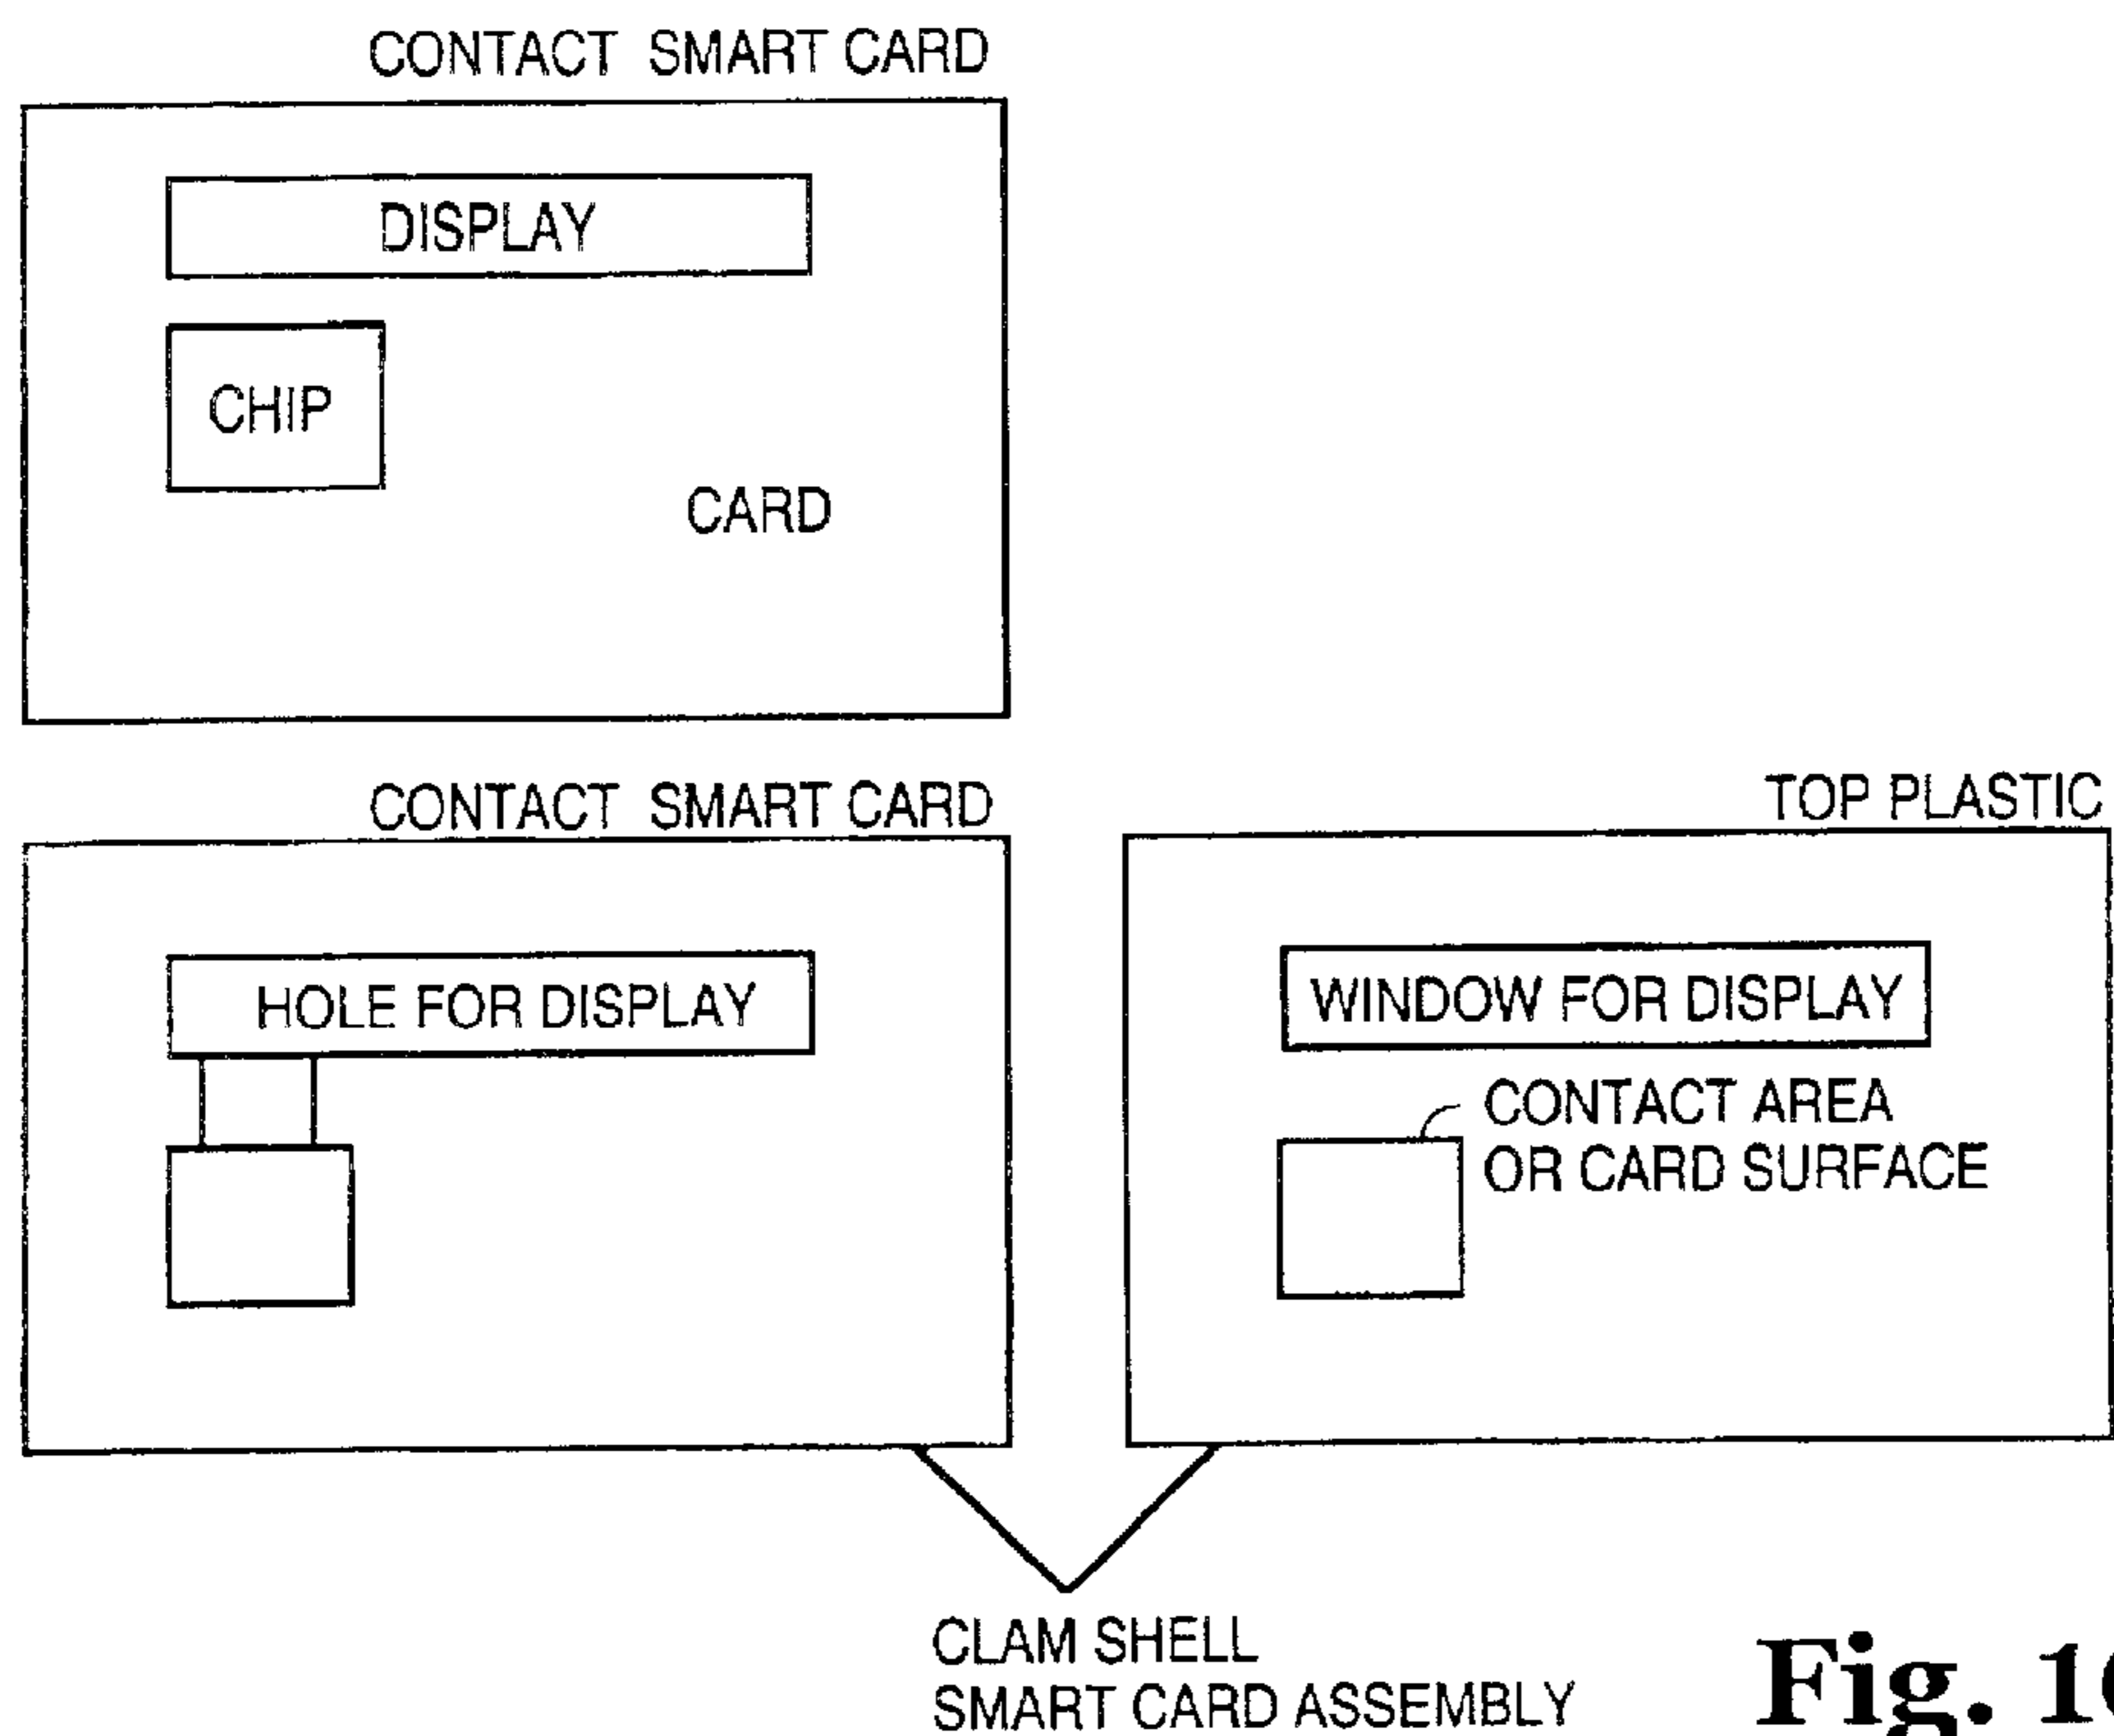 CONTACT SMART CARD
DISPLAY
CHIP
CARD
CONTACT SMART CARD
HOLE FOR DISPLAY
TOP PLASTIC
WINDOW FOR DISPLAY
CONTACT AREA
OR CARD SURFACE
CLAM SHELL
SMART CARD ASSEMBLY
Fig.